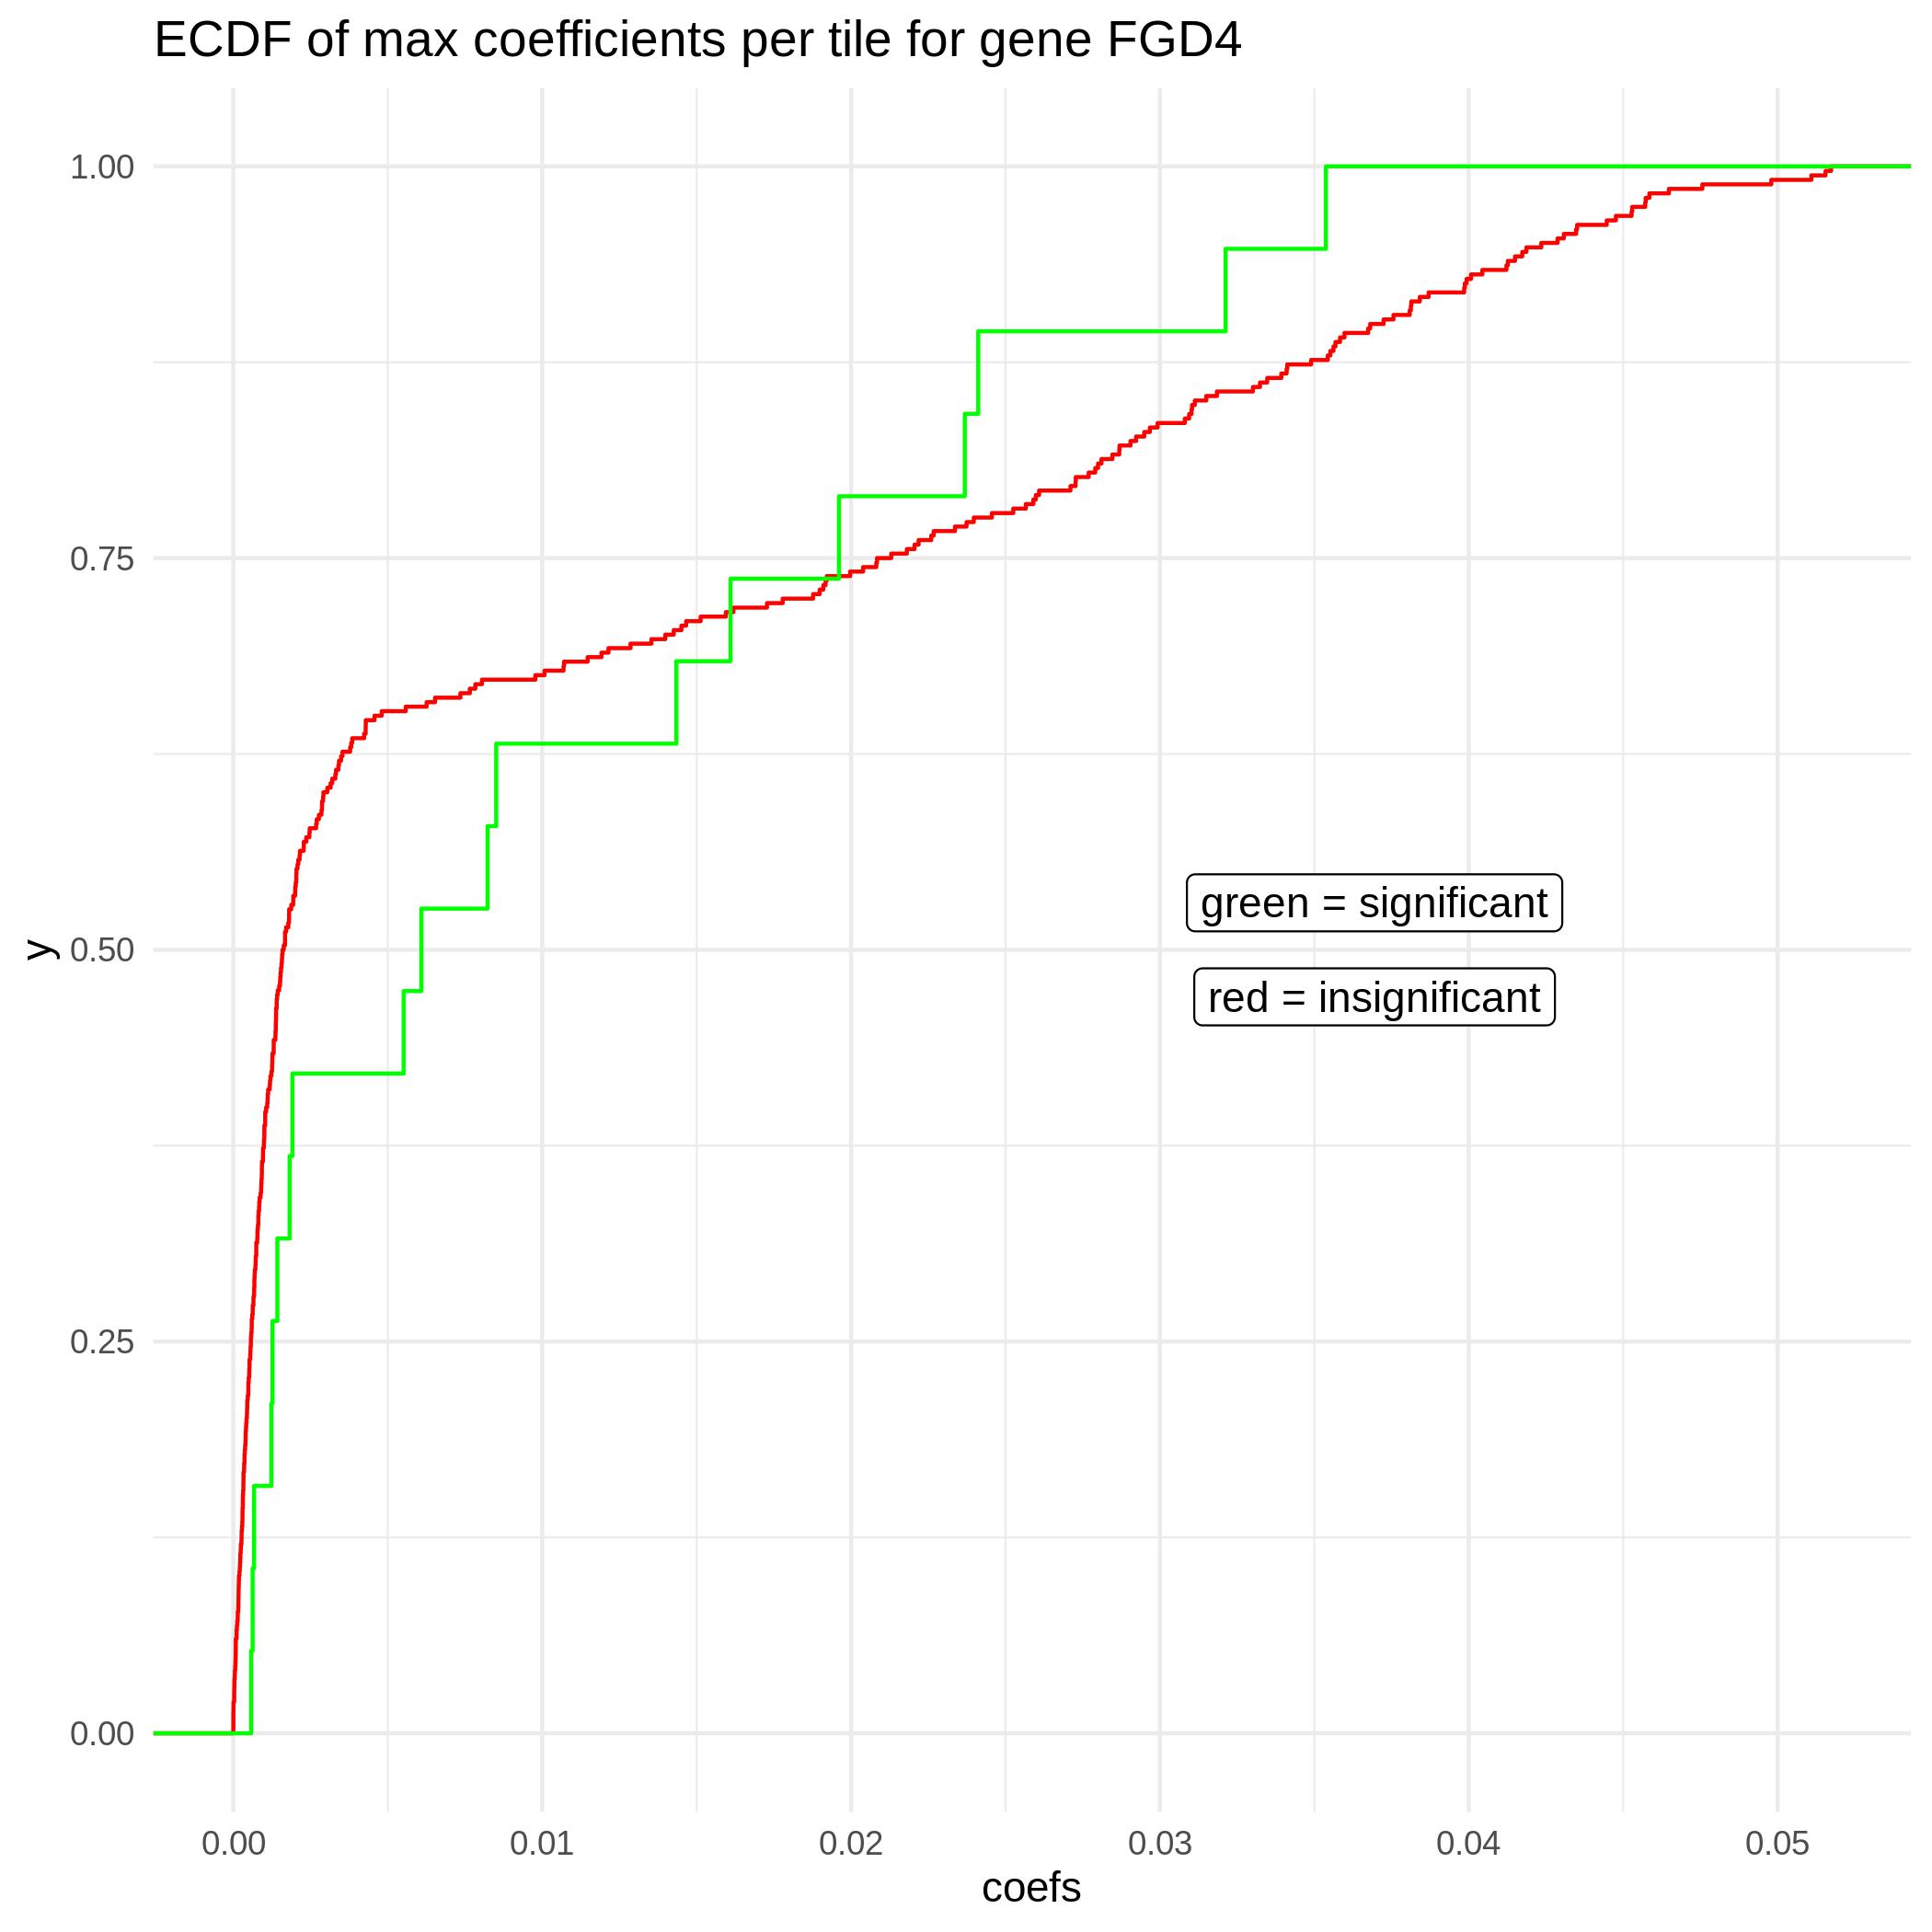 ECDF of max coefficients per tile for gene FGD4
1.00
0.75
0.50
0.25
0.00
y
green = significant
red = insignificant
0.00 0.01 0.02 0.03 0.04 0.05
coefs